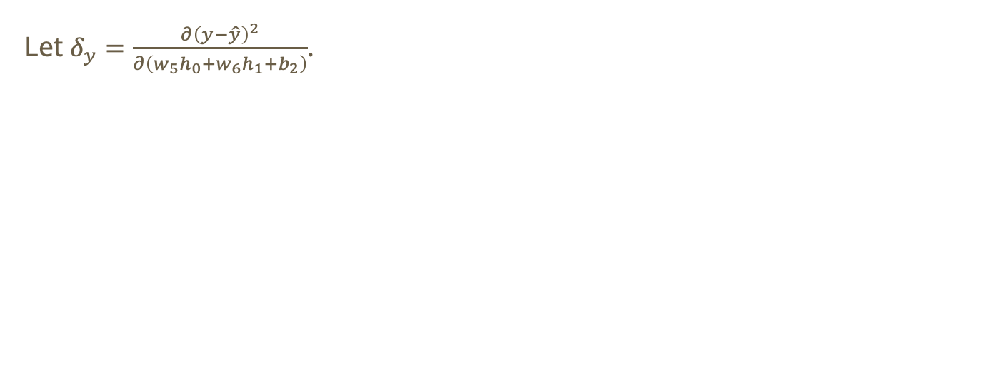 Let δ_y = ∂(y−ŷ)² / ∂(w₅h₀+w₆h₁+b₂).